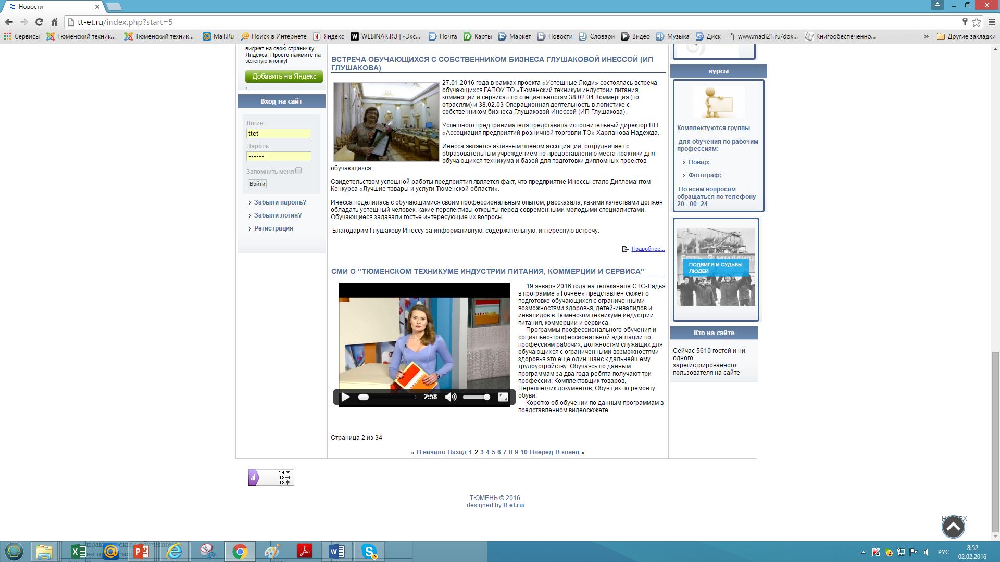 Новости
tt-et.ru/index.php?start=5
Сервисы Тюменский техник... Тюменский техник... Mail.Ru Поиск в Интернете Яндекс WEBINAR.RU | «Экс... Почта Карты Маркет Новости Словари Видео Музыка Диск www.madi21.ru/dok... Книгообеспеченно... » Другие закладки
виджет на свою страничку
Яндекса. Просто нажмите на
зеленую кнопку!
Добавить на Яндекс
Вход на сайт
Логин
ttet
Пароль
••••••
Запомнить меня
Войти
Забыли пароль?
Забыли логин?
Регистрация
ВСТРЕЧА ОБУЧАЮЩИХСЯ С СОБСТВЕННИКОМ БИЗНЕСА ГЛУШАКОВОЙ ИНЕССОЙ (ИП
ГЛУШАКОВА)
27.01.2016 года в рамках проекта «Успешные Люди» состоялась встреча
обучающихся ГАПОУ ТО «Тюменский техникум индустрии питания,
коммерции и сервиса» по специальностям 38.02.04 Коммерция (по
отраслям) и 38.02.03 Операционная деятельность в логистике с
собственником бизнеса Глушаковой Инессой (ИП Глушакова).
Успешного предпринимателя представила исполнительный директор НП
«Ассоциация предприятий розничной торговли ТО» Харланова Надежда.
Инесса является активным членом ассоциации, сотрудничает с
образовательным учреждением по предоставлению места практики для
обучающихся техникума и базой для подготовки дипломных проектов
обучающихся.
Свидетельством успешной работы предприятия является факт, что предприятие Инессы стало Дипломантом
Конкурса «Лучшие товары и услуги Тюменской области».
Инесса поделилась с обучающимися своим профессиональным опытом, рассказала, какими качествами должен
обладать успешный человек, какие перспективы открыты перед современными молодыми специалистами.
Обучающиеся задавали гостье интересующие их вопросы.
Благодарим Глушакову Инессу за информативную, содержательную, интересную встречу.
Подробнее...
СМИ О "ТЮМЕНСКОМ ТЕХНИКУМЕ ИНДУСТРИИ ПИТАНИЯ, КОММЕРЦИИ И СЕРВИСА"
2:58
19 января 2016 года на телеканале СТС-Ладья
в программе «Точнее» представлен сюжет о
подготовке обучающихся с ограниченными
возможностями здоровья, детей-инвалидов и
инвалидов в Тюменском техникуме индустрии
питания, коммерции и сервиса.
Программы профессионального обучения и
социально-профессиональной адаптации по
профессиям рабочих, должностям служащих для
обучающихся с ограниченными возможностями
здоровья это еще один шанс к дальнейшему
трудоустройству. Обучаясь по данным
программам за два года ребята получают три
профессии: Комплектовщик товаров,
Переплетчик документов, Обувщик по ремонту
обуви.
Коротко об обучении по данным программам в
представленном видеосюжете.
Страница 2 из 34
« В начало Назад 1 2 3 4 5 6 7 8 9 10 Вперёд В конец »
курсы
Комплектуются группы
для обучения по рабочим
профессиям:
Повар;
Фотограф;
По всем вопросам
обращаться по телефону
20 - 00 -24
ПОДВИГИ И СУДЬБЫ
ЛЮДЕЙ
Кто на сайте
Сейчас 5610 гостей и ни
одного
зарегистрированного
пользователя на сайте
59
12
12
ТЮМЕНЬ © 2016
designed by tt-et.ru/
РУС
8:52
02.02.2016